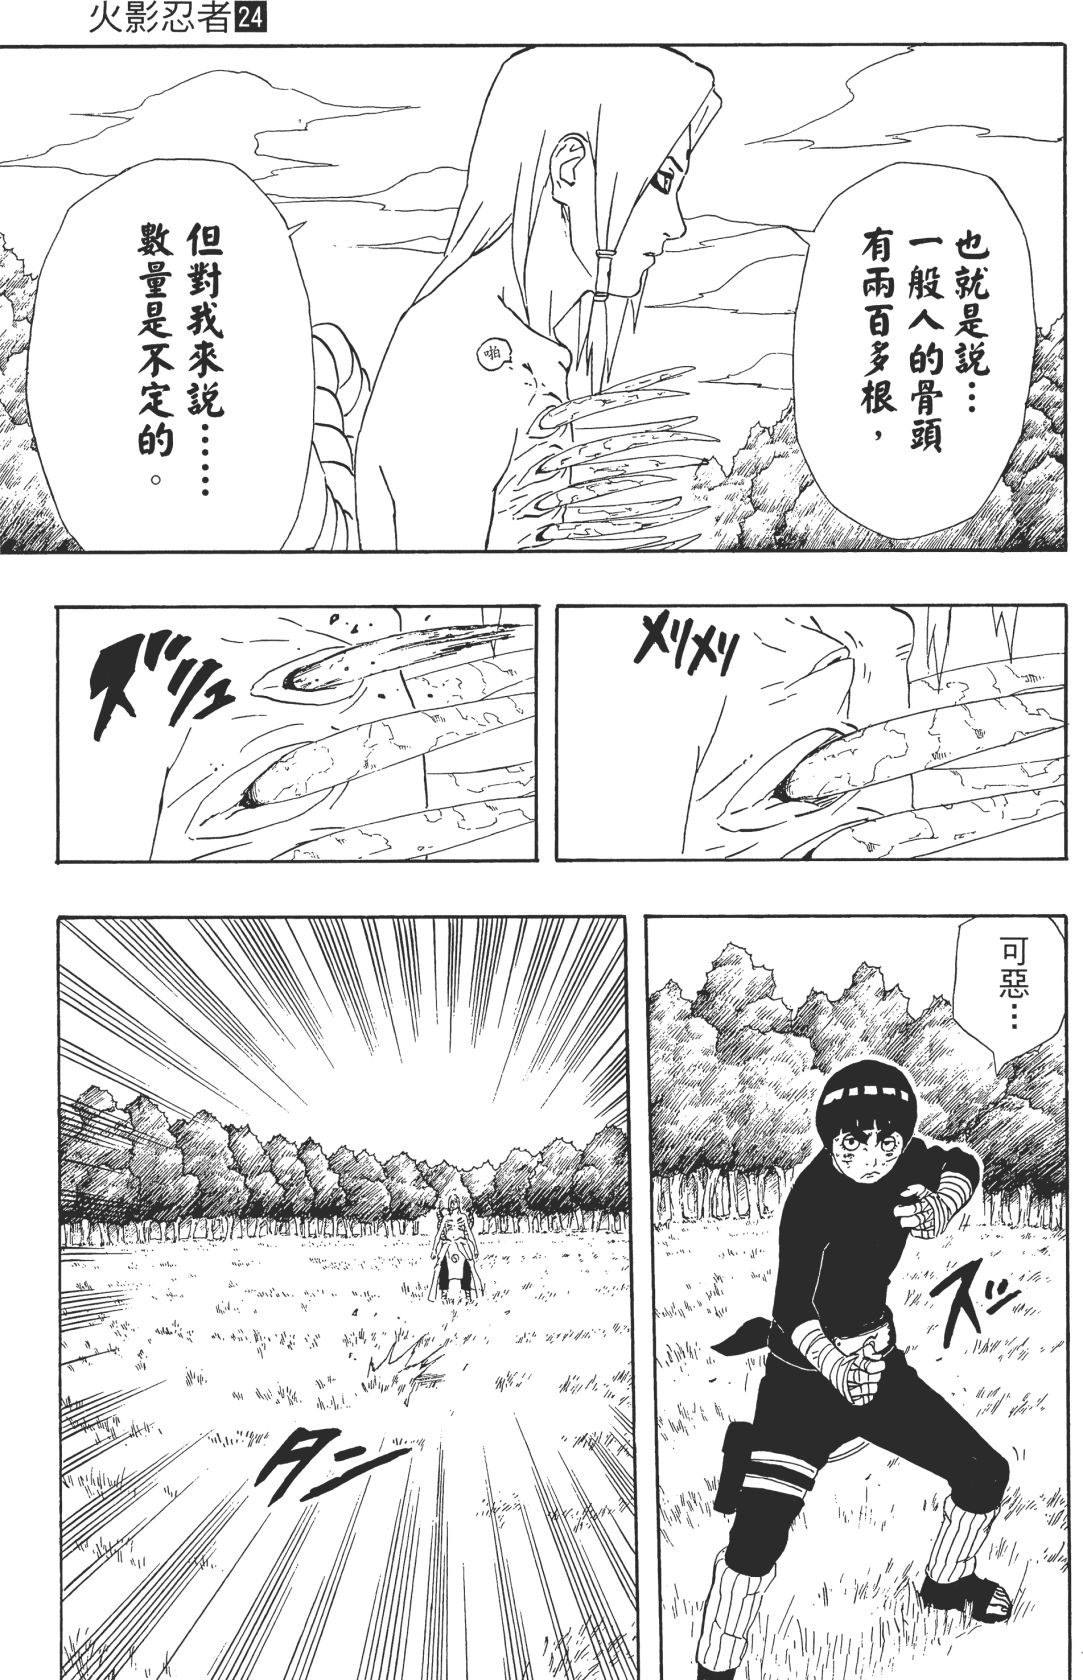 火影忍者24
也就是說…
一般人的骨頭
有兩百多根，
啪
但對我來說……
數量是不定的。
メリメリ
ズリュ
可惡…
ズッ
タン